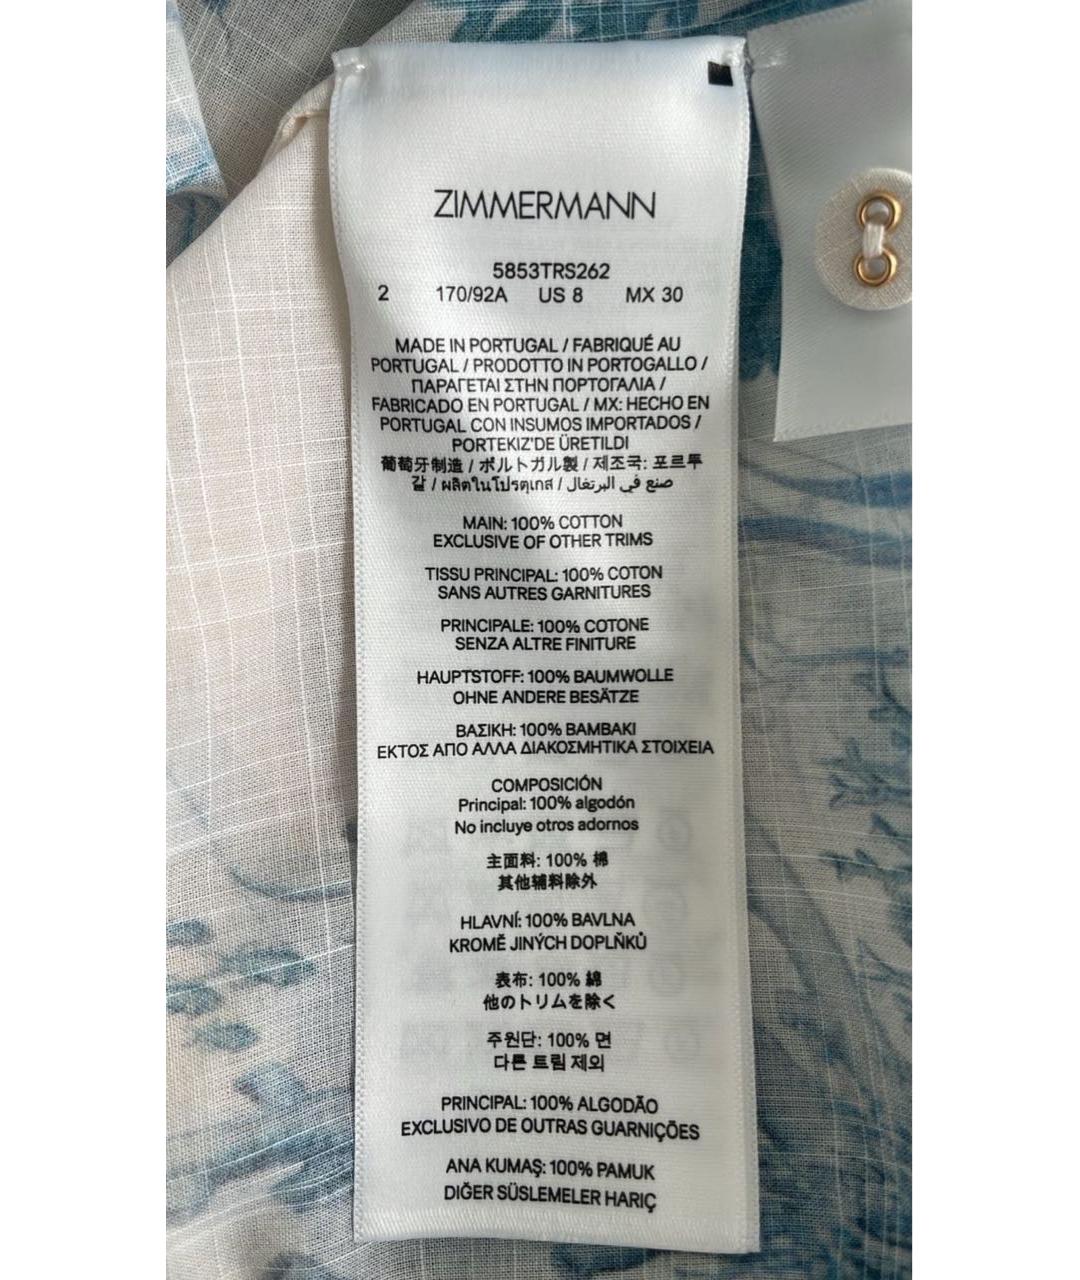 ZIMMERMANN
5853TRS262
2 170/92A US 8 MX 30
MADE IN PORTUGAL / FABRIQUÉ AU
PORTUGAL / PRODOTTO IN PORTOGALLO /
ΠΑΡΑΓΕΤΑΙ ΣΤΗΝ ΠΟΡΤΟΓΑΛΙΑ /
FABRICADO EN PORTUGAL / MX: HECHO EN
PORTUGAL CON INSUMOS IMPORTADOS /
PORTEKIZ'DE ÜRETILDI
葡萄牙制造 / ポルトガル製 / 제조국: 포르투
갈 / ผลิตในโปรตุเกส / صنع في البرتغال
MAIN: 100% COTTON
EXCLUSIVE OF OTHER TRIMS
TISSU PRINCIPAL: 100% COTON
SANS AUTRES GARNITURES
PRINCIPALE: 100% COTONE
SENZA ALTRE FINITURE
HAUPTSTOFF: 100% BAUMWOLLE
OHNE ANDERE BESÄTZE
ΒΑΣΙΚΗ: 100% ΒΑΜΒΑΚΙ
ΕΚΤΟΣ ΑΠΟ ΑΛΛΑ ΔΙΑΚΟΣΜΗΤΙΚΑ ΣΤΟΙΧΕΙΑ
COMPOSICIÓN
Principal: 100% algodón
No incluye otros adornos
主面料: 100% 棉
其他辅料除外
HLAVNÍ: 100% BAVLNA
KROMĚ JINÝCH DOPLŇKŮ
表布: 100% 綿
他のトリムを除く
주원단: 100% 면
다른 트림 제외
PRINCIPAL: 100% ALGODÃO
EXCLUSIVO DE OUTRAS GUARNIÇÕES
ANA KUMAŞ: 100% PAMUK
DIĞER SÜSLEMELER HARIÇ